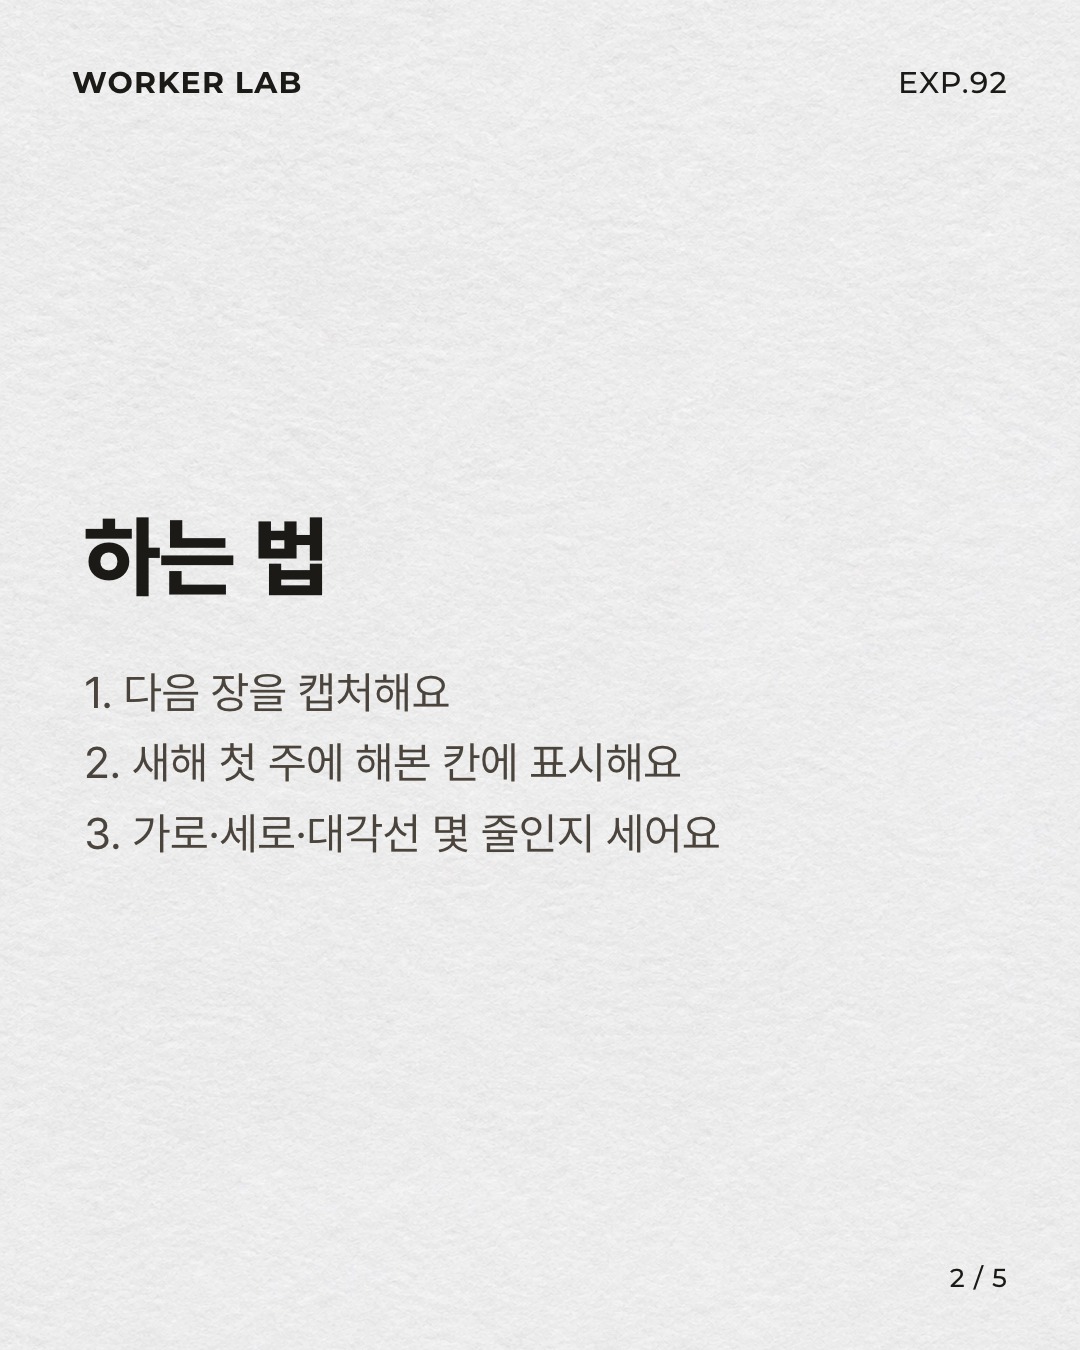 WORKER LAB
EXP.92
하는 법
1. 다음 장을 캡처해요
2. 새해 첫 주에 해본 칸에 표시해요
3. 가로·세로·대각선 몇 줄인지 세어요
2 / 5